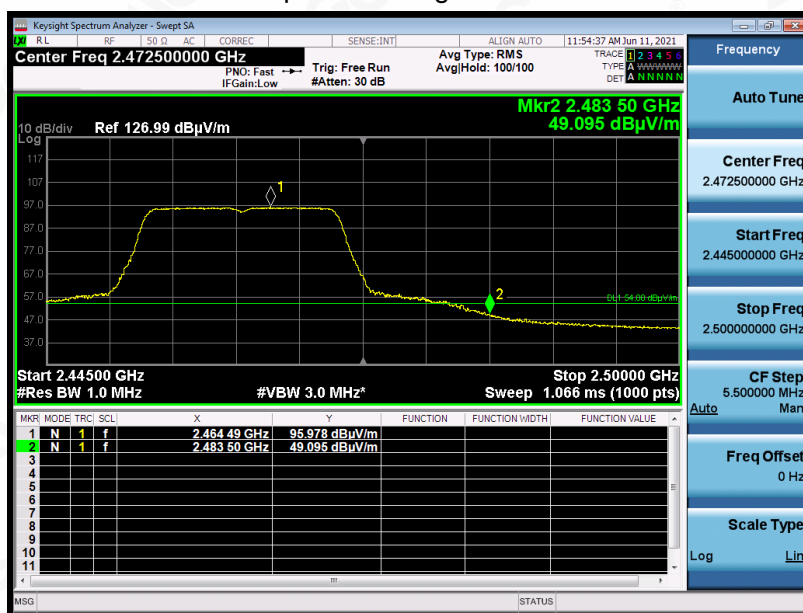 Keysight Spectrum Analyzer - Swept SA
LXI RL RF 50 Ω AC CORREC SENSE:INT ALIGN AUTO 11:54:37 AM Jun 11, 2021
Center Freq 2.472500000 GHz
PNO: Fast
IFGain:Low
Trig: Free Run
#Atten: 30 dB
Avg Type: RMS
Avg|Hold: 100/100
TRACE 1 2 3 4 5 6
TYPE A WWWWW
DET A N N N N N
Mkr2 2.483 50 GHz
49.095 dBµV/m
10 dB/div Ref 126.99 dBµV/m
Log
117
107
97.0
87.0
77.0
67.0
57.0
47.0
37.0
1
2
DL1 54.00 dBµV/m
Start 2.44500 GHz
Stop 2.50000 GHz
#Res BW 1.0 MHz
#VBW 3.0 MHz*
Sweep 1.066 ms (1000 pts)
MKR MODE TRC SCL X Y FUNCTION FUNCTION WIDTH FUNCTION VALUE
1 N 1 f 2.464 49 GHz 95.978 dBµV/m
2 N 1 f 2.483 50 GHz 49.095 dBµV/m
3
4
5
6
7
8
9
10
11
MSG
STATUS
Frequency
Auto Tune
Center Freq
2.472500000 GHz
Start Freq
2.445000000 GHz
Stop Freq
2.500000000 GHz
CF Step
5.500000 MHz
Auto Man
Freq Offset
0 Hz
Scale Type
Log Lin